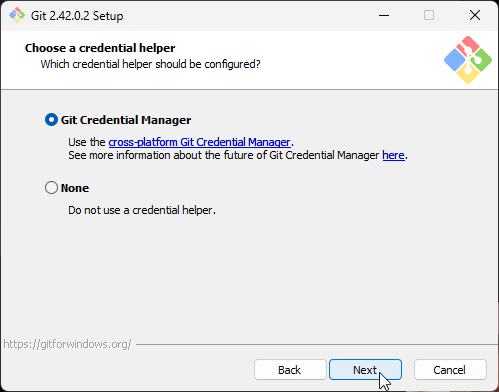 Git 2.42.0.2 Setup
Choose a credential helper
Which credential helper should be configured?
Git Credential Manager
Use the cross-platform Git Credential Manager.
See more information about the future of Git Credential Manager here.
None
Do not use a credential helper.
https://gitforwindows.org/
Back Next Cancel